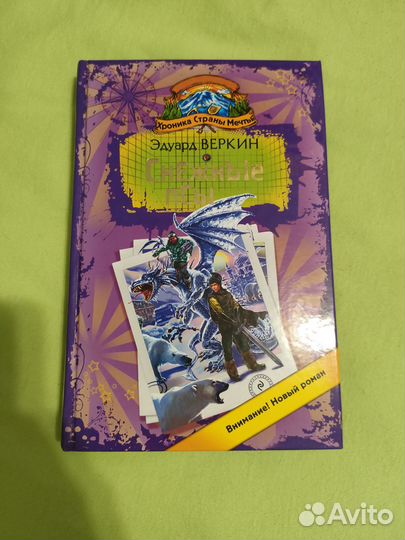 Хроника Страны Мечты
Эдуард ВЕРКИН
Снежные
псы
Внимание! Новый роман
Avito